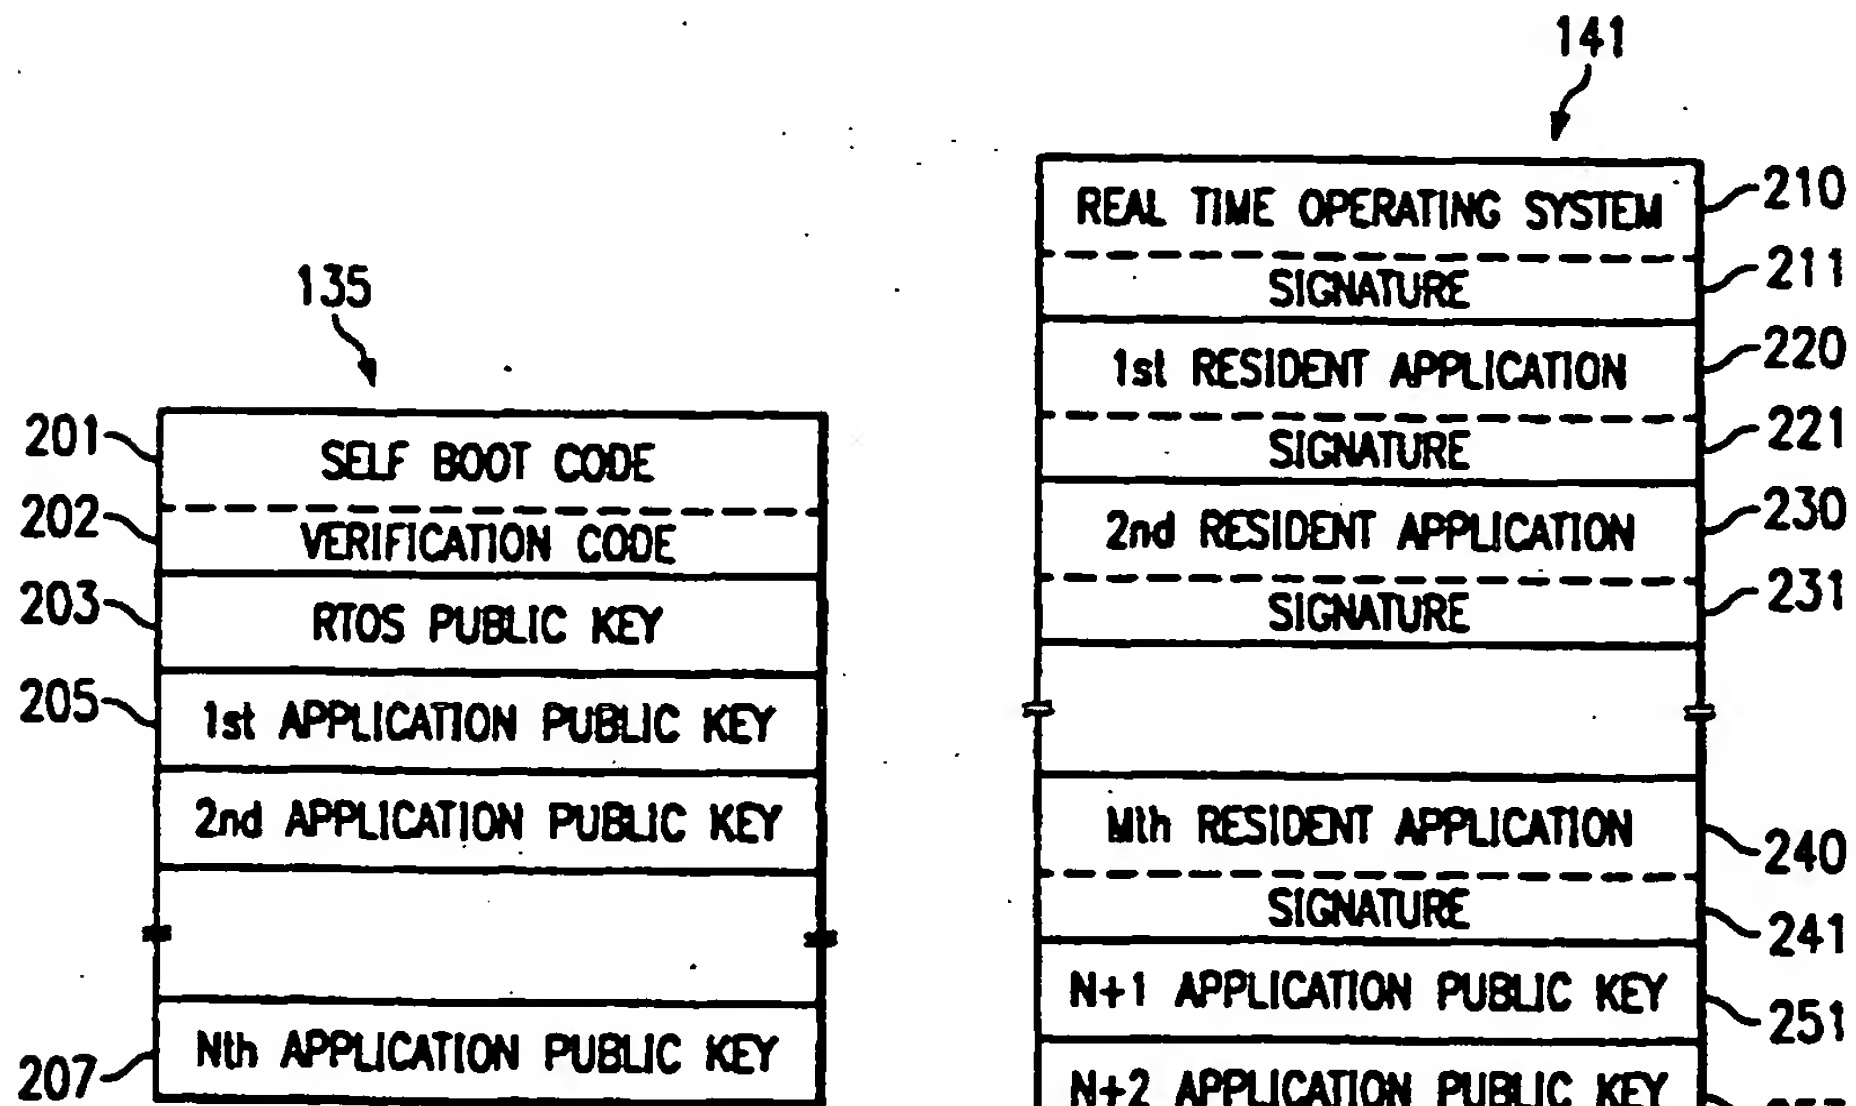 135
201
SELF BOOT CODE
202
VERIFICATION CODE
203
RTOS PUBLIC KEY
205
1st APPLICATION PUBLIC KEY
2nd APPLICATION PUBLIC KEY
Nth APPLICATION PUBLIC KEY
207
141
REAL TIME OPERATING SYSTEM
210
SIGNATURE
211
1st RESIDENT APPLICATION
220
SIGNATURE
221
2nd RESIDENT APPLICATION
230
SIGNATURE
231
Mth RESIDENT APPLICATION
240
SIGNATURE
241
N+1 APPLICATION PUBLIC KEY
251
N+2 APPLICATION PUBLIC KEY